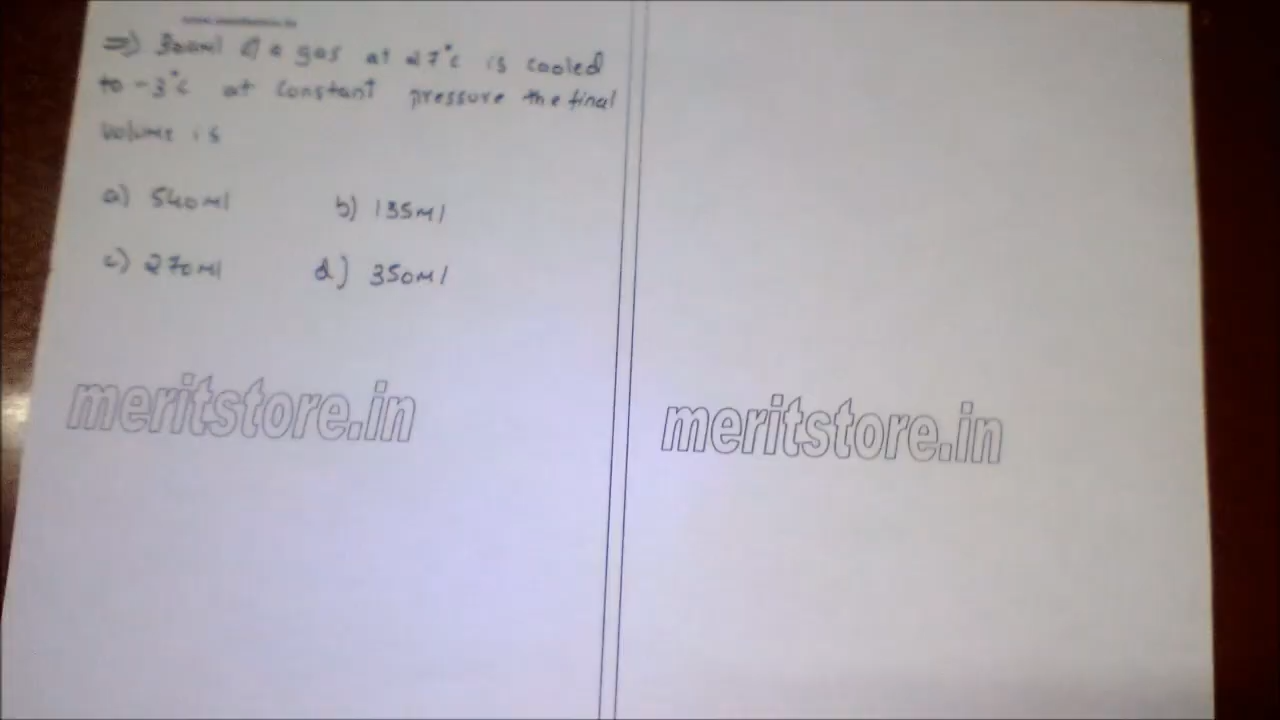 ⇒) 300ml of a gas at 27°c is cooled
to -3°c at constant pressure the final
volume is
a) 540ml b) 135ml
c) 270ml d) 350ml
meritstore.in meritstore.in